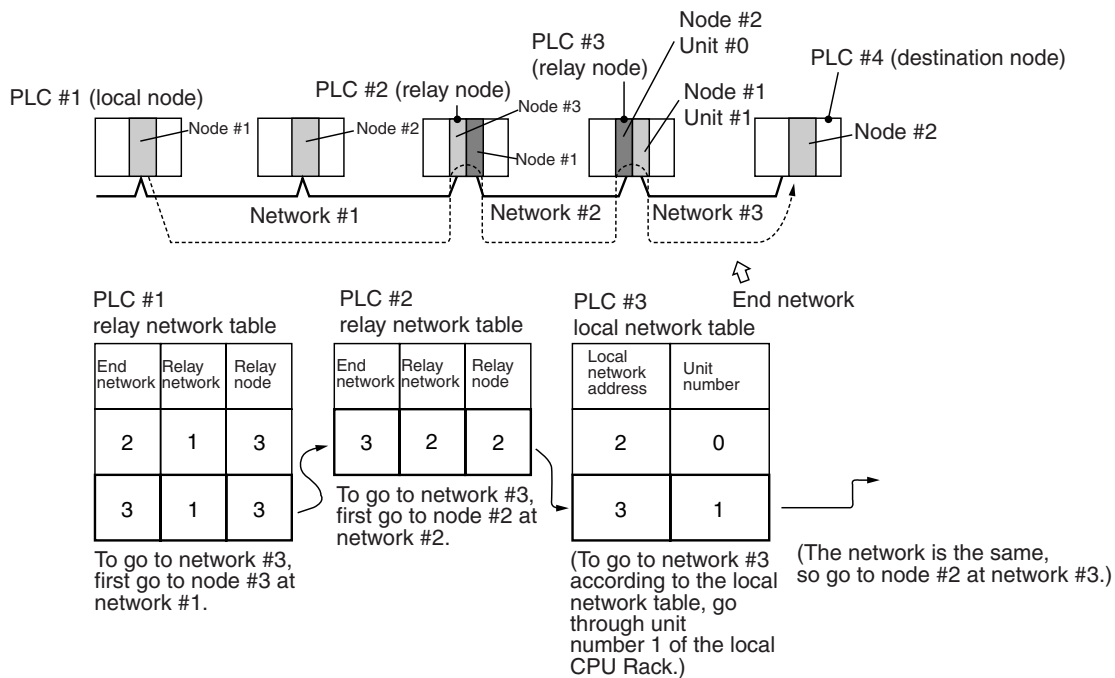 Node #2
Unit #0
PLC #3
(relay node)
PLC #4 (destination node)
PLC #1 (local node)
PLC #2 (relay node)
Node #1
Unit #1
Node #1
Node #2
Node #3
Node #1
Node #2
Network #1
Network #2
Network #3
End network
PLC #1
relay network table
End network
Relay network
Relay node
2 1 3
3 1 3
To go to network #3,
first go to node #3 at
network #1.
PLC #2
relay network table
End network
Relay network
Relay node
3 2 2
To go to network #3,
first go to node #2 at
network #2.
PLC #3
local network table
Local network address
Unit number
2 0
3 1
(To go to network #3
according to the local
network table, go
through unit
number 1 of the local
CPU Rack.)
(The network is the same,
so go to node #2 at network #3.)